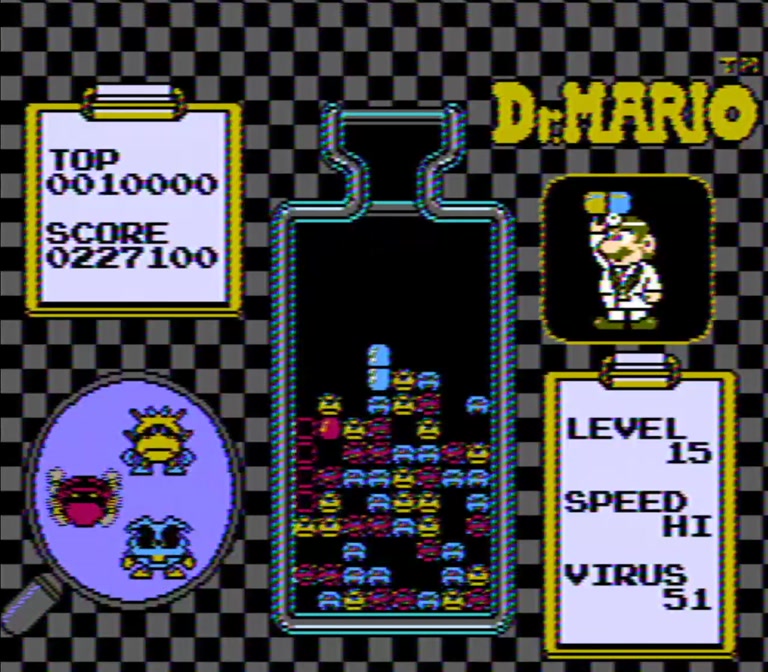 TM
Dr. MARIO
TOP
0010000
SCORE
0227100
LEVEL
15
SPEED
HI
VIRUS
51